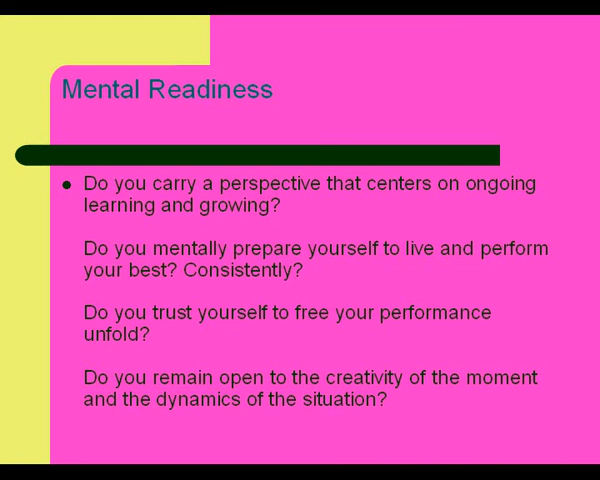 Mental Readiness
Do you carry a perspective that centers on ongoing
learning and growing?
Do you mentally prepare yourself to live and perform
your best? Consistently?
Do you trust yourself to free your performance
unfold?
Do you remain open to the creativity of the moment
and the dynamics of the situation?